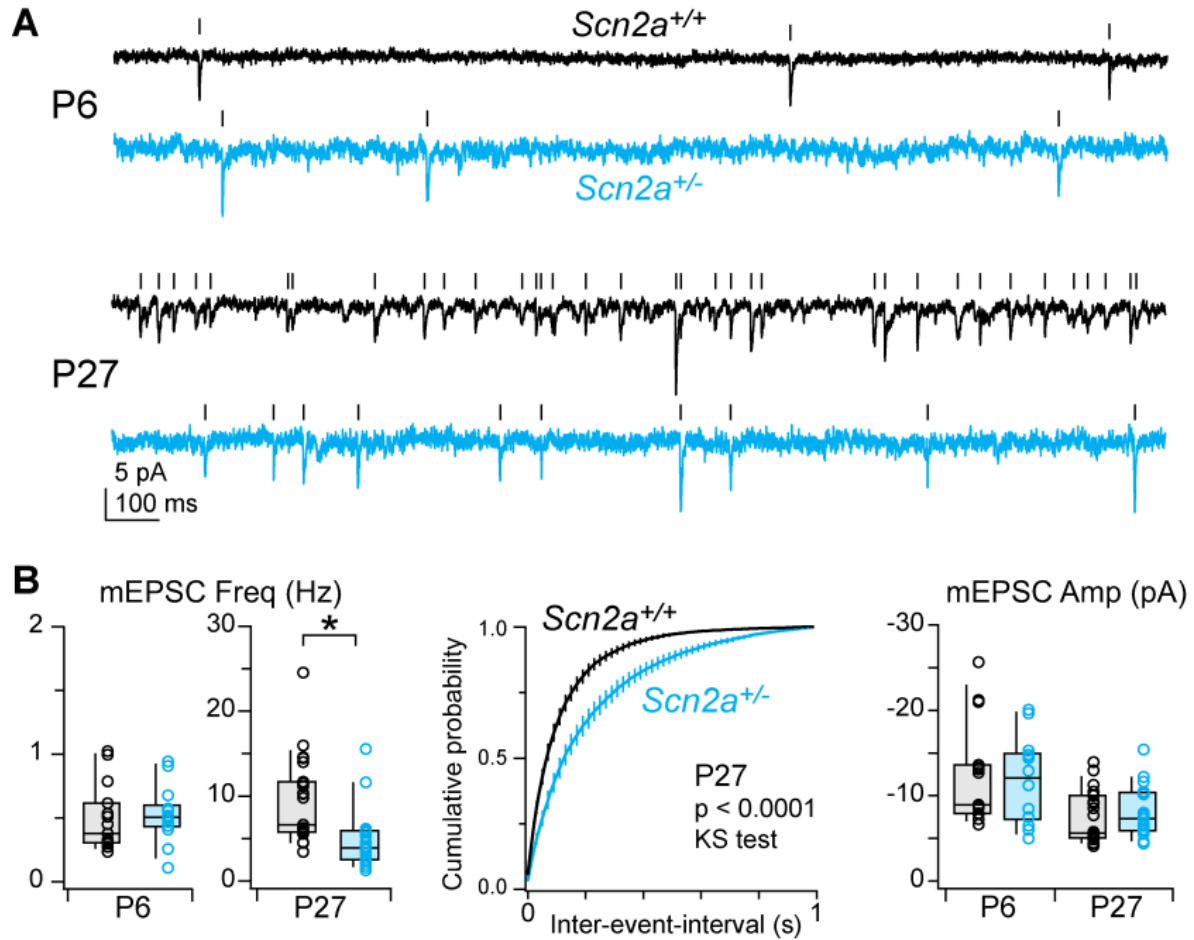 A
Scn2a+/+
P6
Scn2a+/-
P27
5 pA
100 ms
B
mEPSC Freq (Hz)
2
1
0
P6
30
20
10
0
*
P27
Scn2a+/+
Scn2a+/-
Cumulative probability
1.0
0.5
0.0
P27
p < 0.0001
KS test
0
1
Inter-event-interval (s)
mEPSC Amp (pA)
-30
-20
-10
0
P6
P27